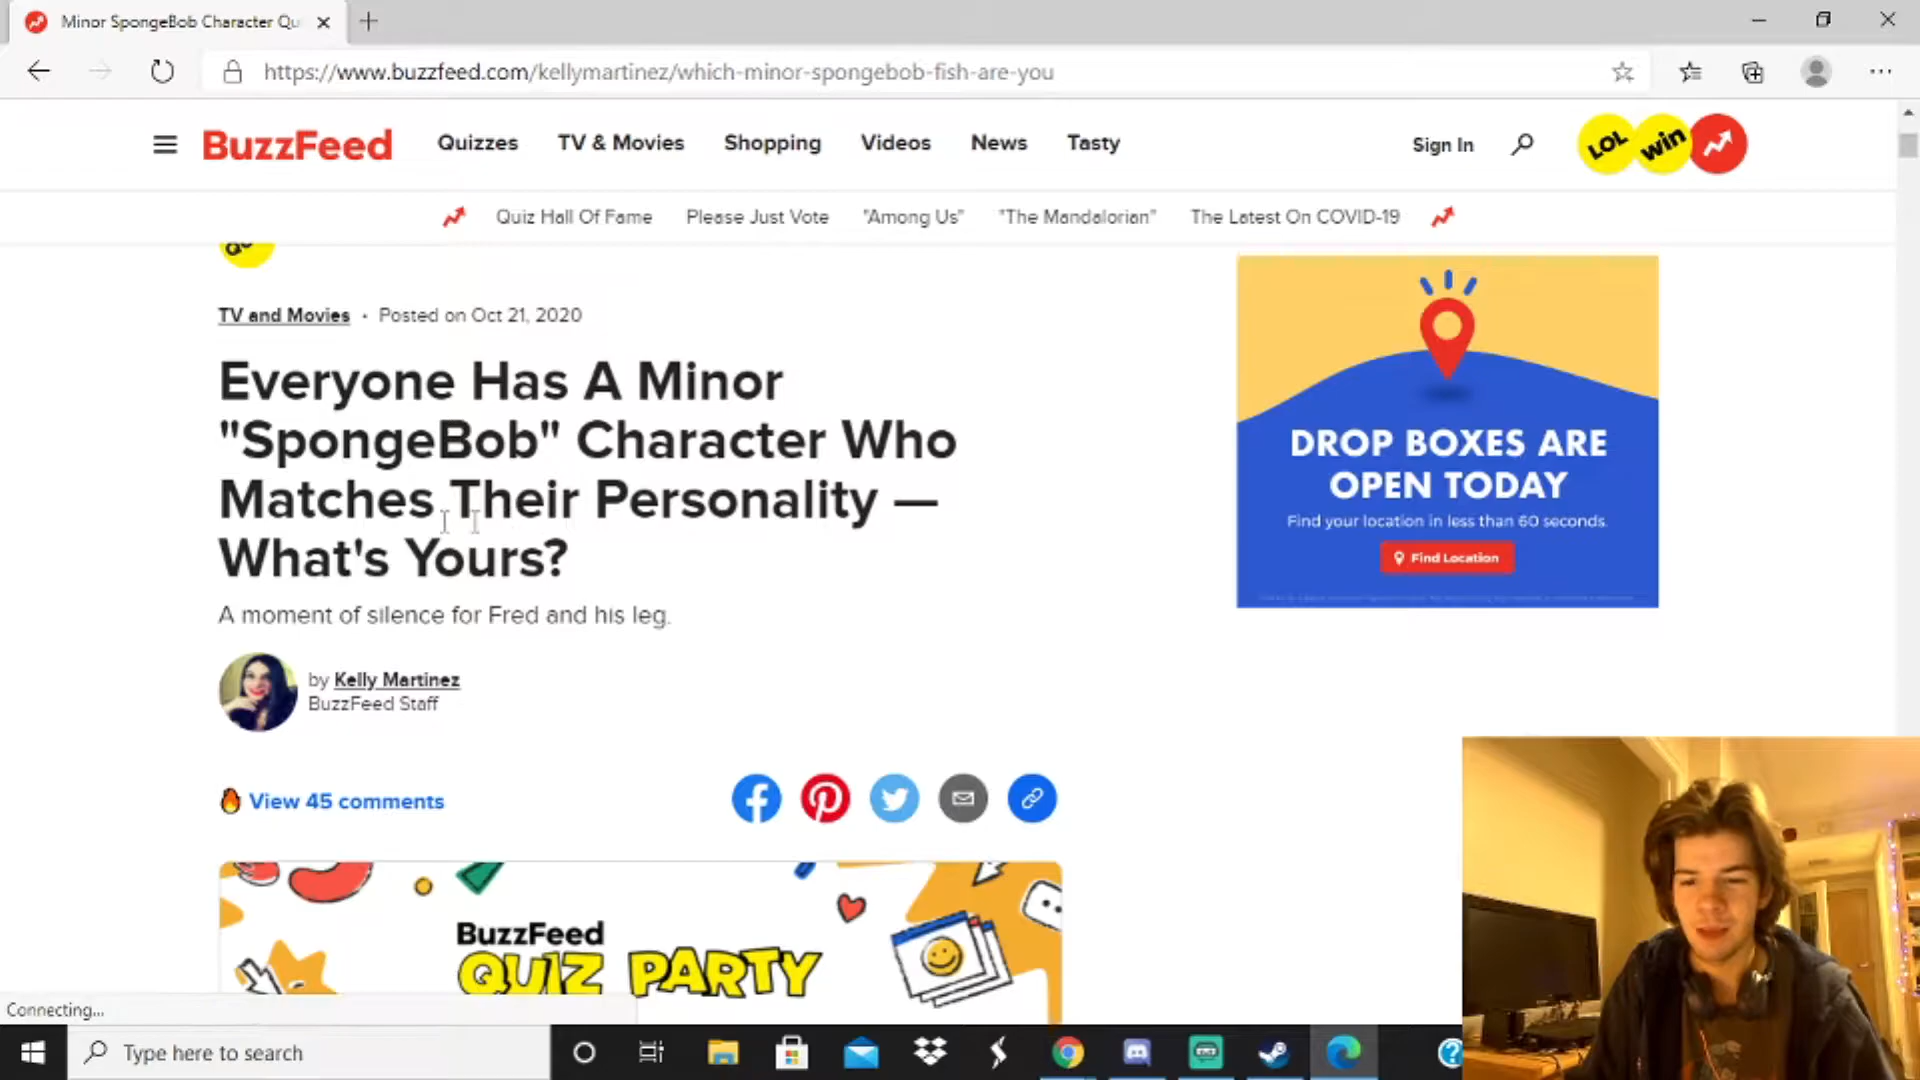 Minor SpongeBob Character Qu
https://www.buzzfeed.com/kellymartinez/which-minor-spongebob-fish-are-you
BuzzFeed Quizzes TV & Movies Shopping Videos News Tasty Sign In LOL win
Quiz Hall Of Fame Please Just Vote "Among Us" "The Mandalorian" The Latest On COVID-19
TV and Movies • Posted on Oct 21, 2020
Everyone Has A Minor
"SpongeBob" Character Who
Matches Their Personality —
What's Yours?
A moment of silence for Fred and his leg.
by Kelly Martinez
BuzzFeed Staff
View 45 comments
DROP BOXES ARE
OPEN TODAY
Find your location in less than 60 seconds.
Find Location
BuzzFeed
QUIZ PARTY
Connecting...
Type here to search